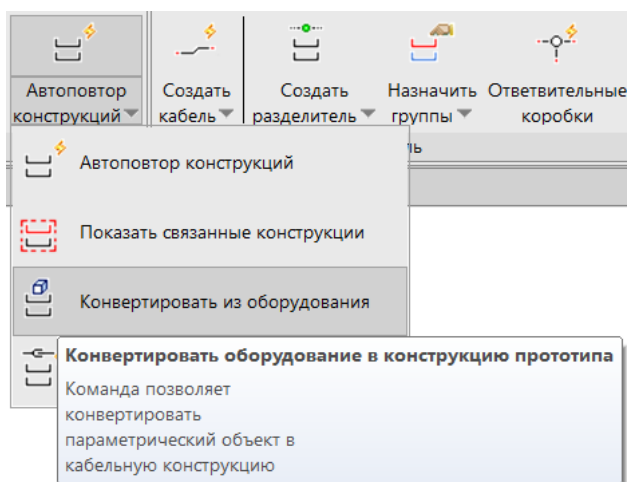 Автоповтор
конструкций
Создать
кабель
Создать
разделитель
Назначить
группы
Ответвительные
коробки
ль
Автоповтор конструкций
Показать связанные конструкции
Конвертировать из оборудования
Конвертировать оборудование в конструкцию прототипа
Команда позволяет
конвертировать
параметрический объект в
кабельную конструкцию